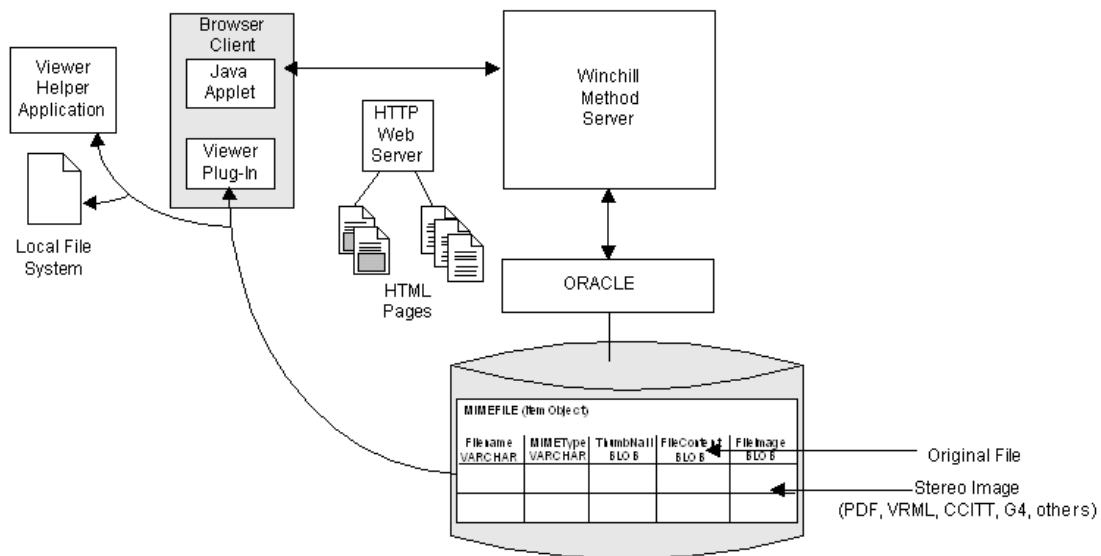 Browser
Client
Java
Applet
Viewer
Plug-In
Viewer
Helper
Application
Local File
System
HTTP
Web
Server
HTML
Pages
Winchill
Method
Server
ORACLE
MIMEFILE (Item Object)
Filename MIMEType ThumbNail FileContent FileImage
VARCHAR VARCHAR BLOB BLOB BLOB
Original File
Stereo Image
(PDF, VRML, CCITT, G4, others)